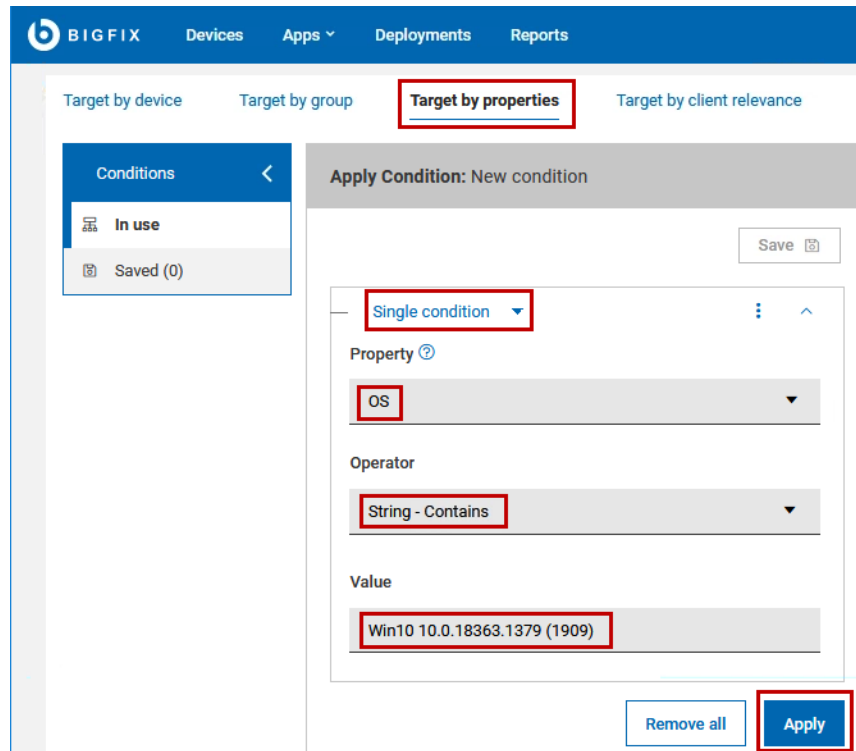 BIGFIX Devices Apps Deployments Reports
Target by device Target by group Target by properties Target by client relevance
Conditions
In use
Saved (0)
Apply Condition: New condition
Save
Single condition
Property
OS
Operator
String - Contains
Value
Win10 10.0.18363.1379 (1909)
Remove all Apply